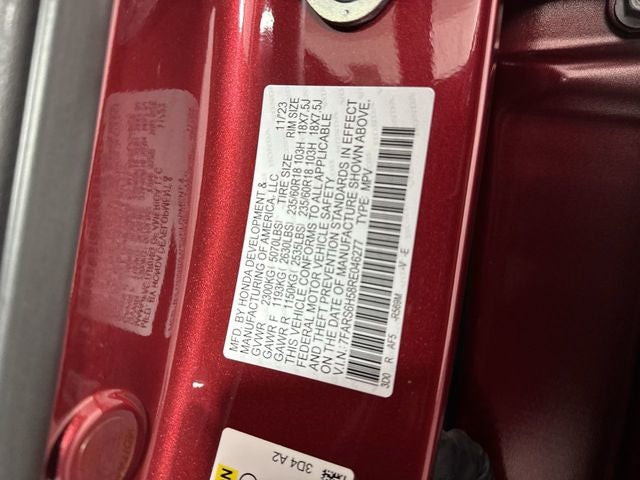 MFD. BY HONDA DEVELOPMENT &
MANUFACTURING OF AMERICA, LLC 11/23
GVWR 2300KG( 5070LBS) TIRE SIZE RIM SIZE
GAWR F 1193KG( 2630LBS) 235/60R18 103H 18X7.5J
GAWR R 1150KG( 2535LBS) 235/60R18 103H 18X7.5J
THIS VEHICLE CONFORMS TO ALL APPLICABLE
FEDERAL MOTOR VEHICLE SAFETY
AND THEFT PREVENTION STANDARDS IN EFFECT
ON THE DATE OF MANUFACTURE SHOWN ABOVE.
V.I.N. 7FARS6H58RE046277 TYPE MPV
3D0 R AF5 -R569M V -E
3D4 A2
N